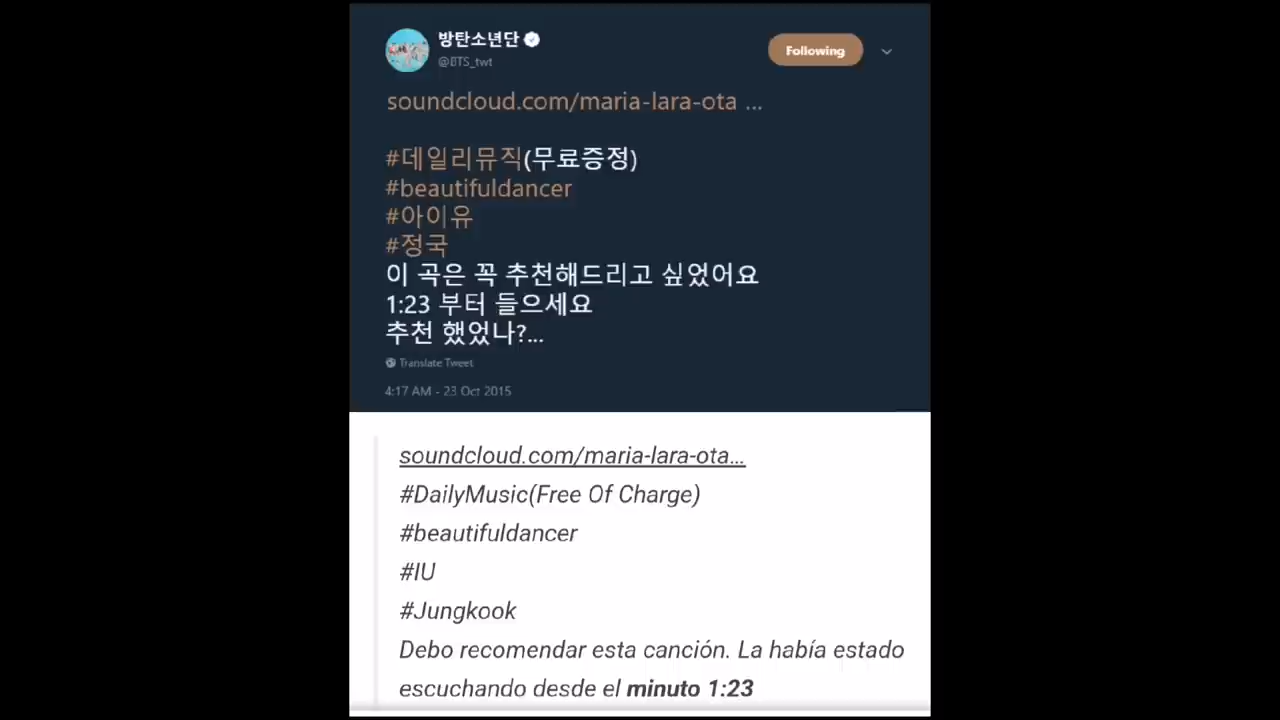 방탄소년단
@BTS_twt
Following
soundcloud.com/maria-lara-ota ...
#데일리뮤직(무료증정)
#beautifuldancer
#아이유
#정국
이 곡은 꼭 추천해드리고 싶었어요
1:23 부터 들으세요
추천 했었나?...
Translate Tweet
4:17 AM - 23 Oct 2015
soundcloud.com/maria-lara-ota...
#DailyMusic(Free Of Charge)
#beautifuldancer
#IU
#Jungkook
Debo recomendar esta canción. La había estado
escuchando desde el minuto 1:23